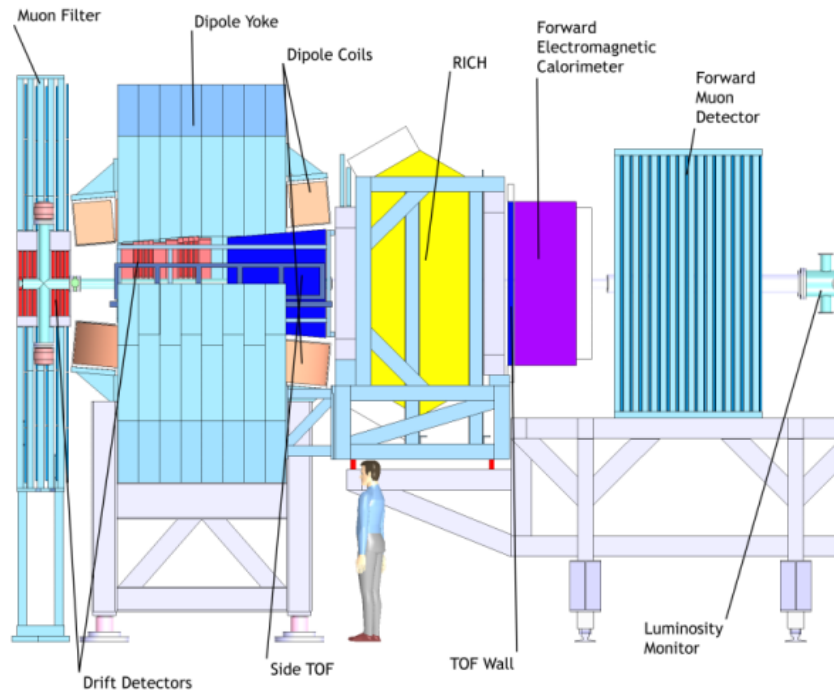 Muon Filter
Dipole Yoke
Dipole Coils
RICH
Forward
Electromagnetic
Calorimeter
Forward
Muon
Detector
Drift Detectors
Side TOF
TOF Wall
Luminosity
Monitor